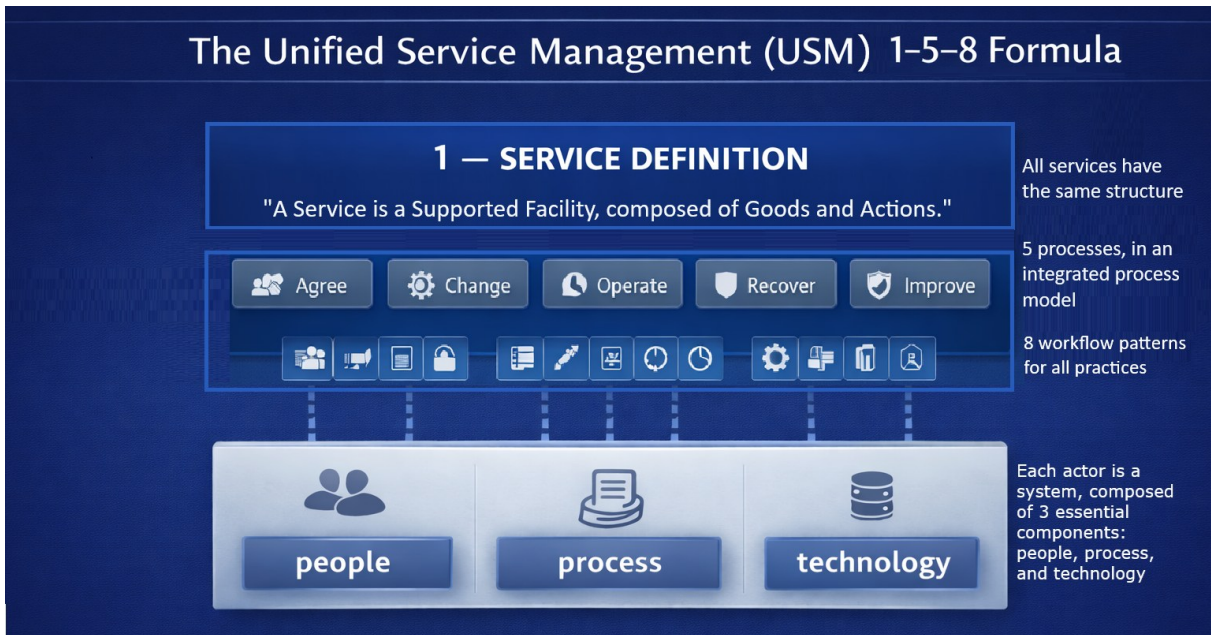 The Unified Service Management (USM) 1–5–8 Formula
1 — SERVICE DEFINITION
"A Service is a Supported Facility, composed of Goods and Actions."
All services have
the same structure
Agree
Change
Operate
Recover
Improve
5 processes, in an
integrated process
model
8 workflow patterns
for all practices
people
process
technology
Each actor is a
system, composed
of 3 essential
components:
people, process,
and technology